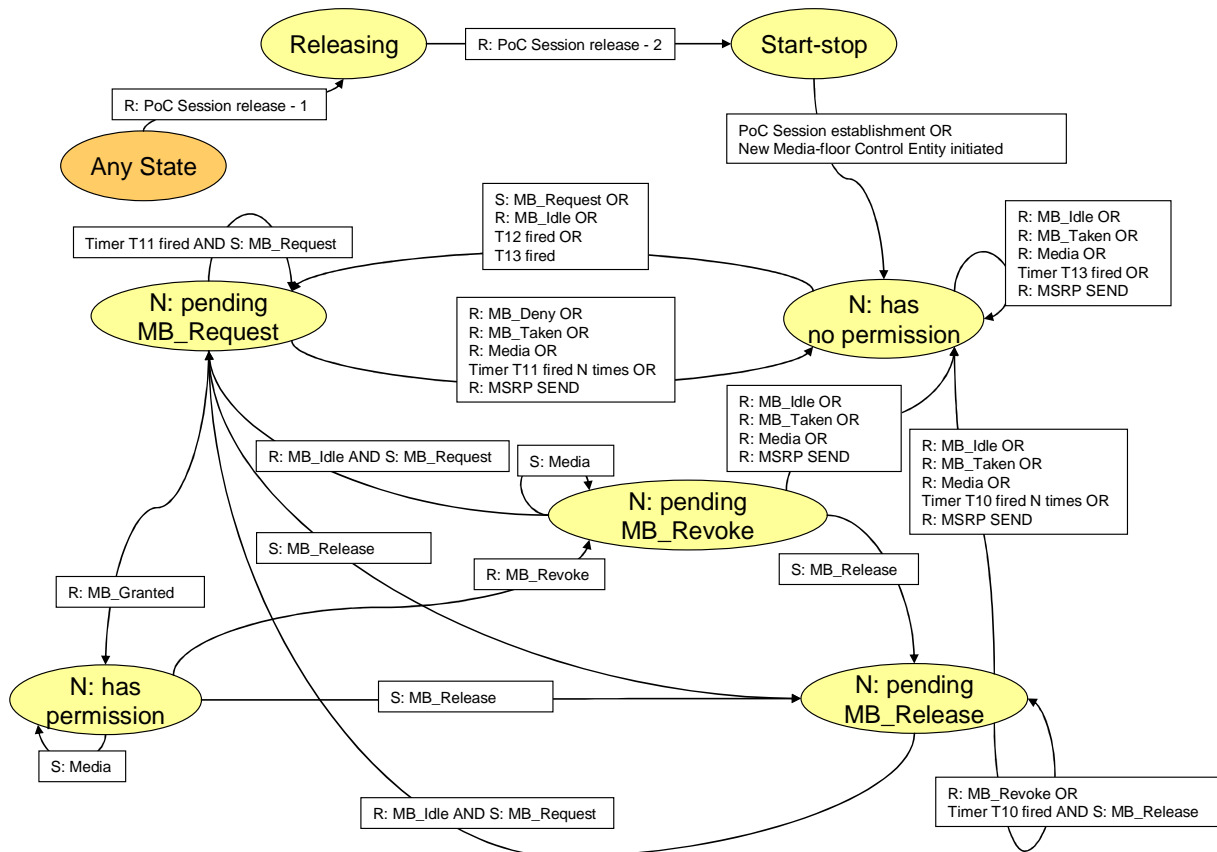 Releasing
R: PoC Session release - 2
Start-stop
R: PoC Session release - 1
Any State
PoC Session establishment OR
New Media-floor Control Entity initiated
S: MB_Request OR
R: MB_Idle OR
T12 fired OR
T13 fired
R: MB_Idle OR
R: MB_Taken OR
R: Media OR
Timer T13 fired OR
R: MSRP SEND
Timer T11 fired AND S: MB_Request
N: pending
MB_Request
N: has
no permission
R: MB_Deny OR
R: MB_Taken OR
R: Media OR
Timer T11 fired N times OR
R: MSRP SEND
R: MB_Idle OR
R: MB_Taken OR
R: Media OR
R: MSRP SEND
R: MB_Idle OR
R: MB_Taken OR
R: Media OR
Timer T10 fired N times OR
R: MSRP SEND
R: MB_Idle AND S: MB_Request
S: Media
N: pending
MB_Revoke
S: MB_Release
R: MB_Revoke
S: MB_Release
R: MB_Granted
N: has
permission
S: MB_Release
N: pending
MB_Release
S: Media
R: MB_Idle AND S: MB_Request
R: MB_Revoke OR
Timer T10 fired AND S: MB_Release